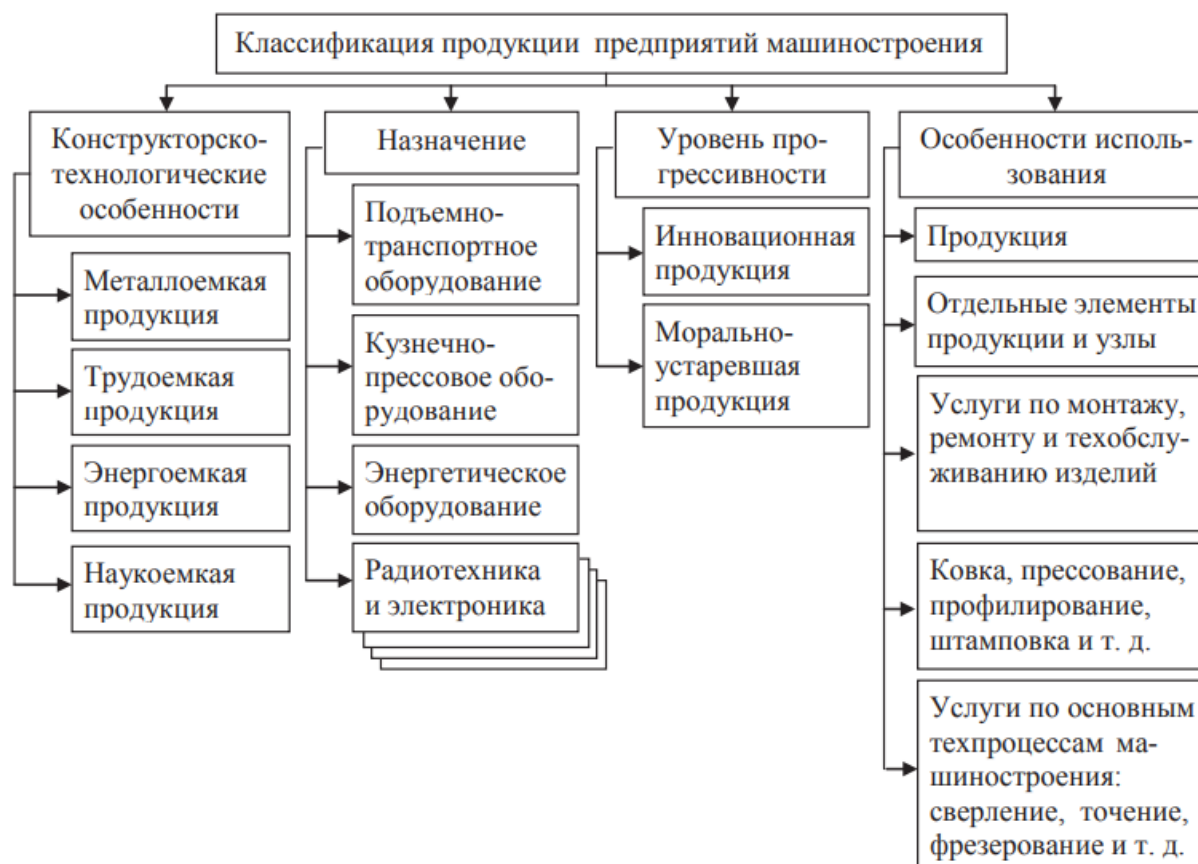 Классификация продукции предприятий машиностроения
Конструкторско-
технологические
особенности
Металлоемкая
продукция
Трудоемкая
продукция
Энергоемкая
продукция
Наукоемкая
продукция
Назначение
Подъемно-
транспортное
оборудование
Кузнечно-
прессовое обо-
рудование
Энергетическое
оборудование
Радиотехника
и электроника
Уровень про-
грессивности
Инновационная
продукция
Морально-
устаревшая
продукция
Особенности исполь-
зования
Продукция
Отдельные элементы
продукции и узлы
Услуги по монтажу,
ремонту и техобслу-
живанию изделий
Ковка, прессование,
профилирование,
штамповка и т. д.
Услуги по основным
техпроцессам ма-
шиностроения:
сверление, точение,
фрезерование и т. д.